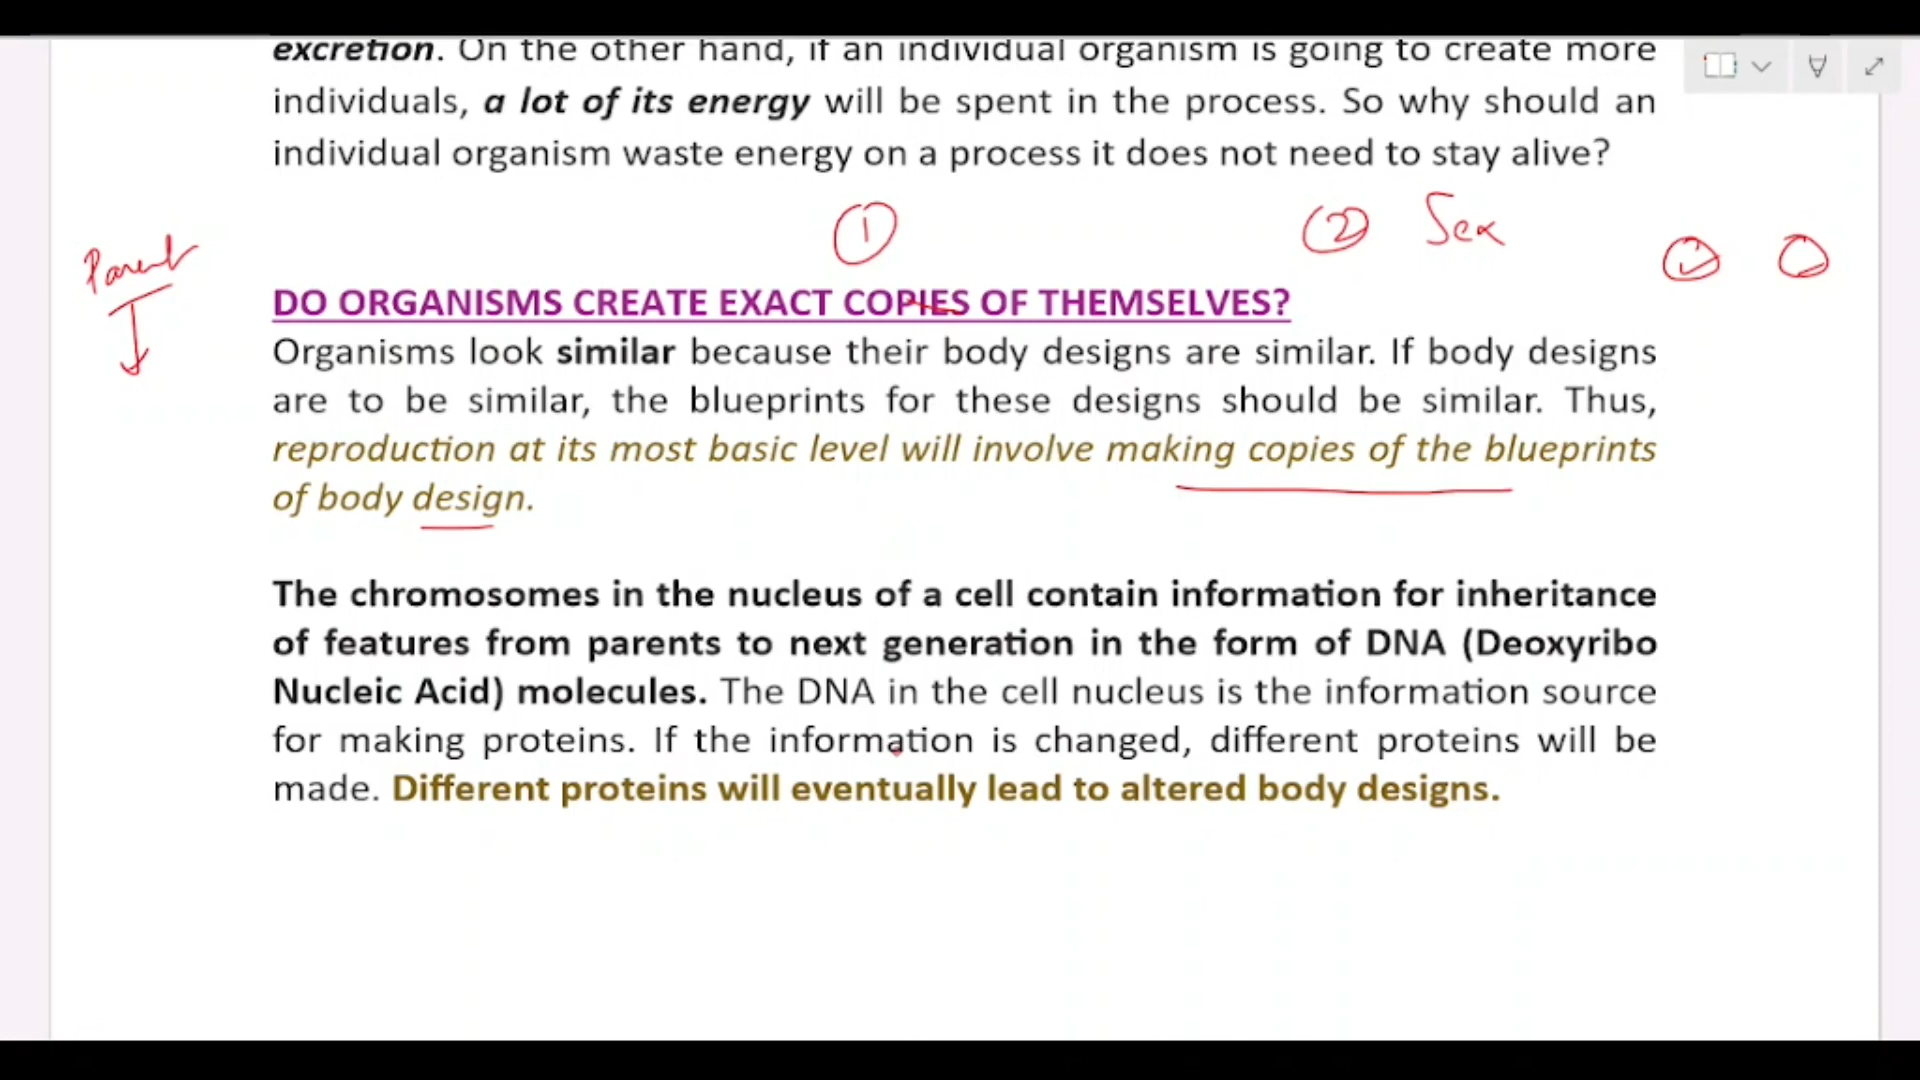 excretion. On the other hand, if an individual organism is going to create more
individuals, a lot of its energy will be spent in the process. So why should an
individual organism waste energy on a process it does not need to stay alive?
1
2 Sex
Parent
DO ORGANISMS CREATE EXACT COPIES OF THEMSELVES?
Organisms look similar because their body designs are similar. If body designs
are to be similar, the blueprints for these designs should be similar. Thus,
reproduction at its most basic level will involve making copies of the blueprints
of body design.
The chromosomes in the nucleus of a cell contain information for inheritance
of features from parents to next generation in the form of DNA (Deoxyribo
Nucleic Acid) molecules. The DNA in the cell nucleus is the information source
for making proteins. If the information is changed, different proteins will be
made. Different proteins will eventually lead to altered body designs.